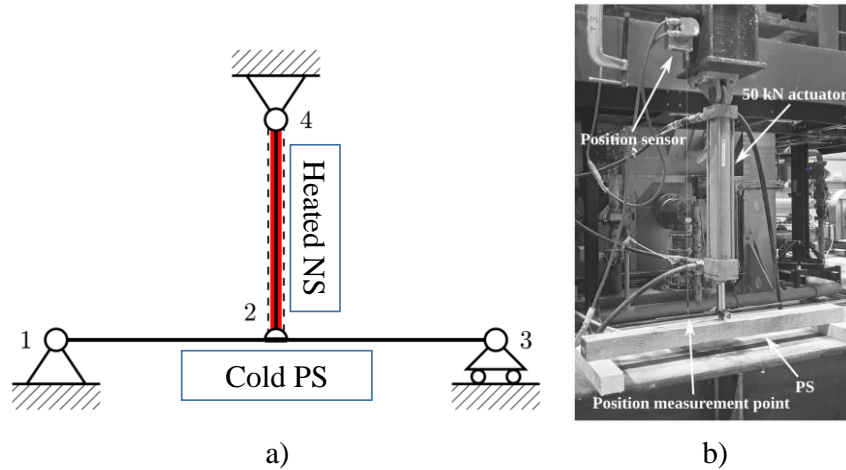 4
Heated NS
2
1
3
Cold PS
a)
50 kN actuator
Position sensor
PS
Position measurement point
b)